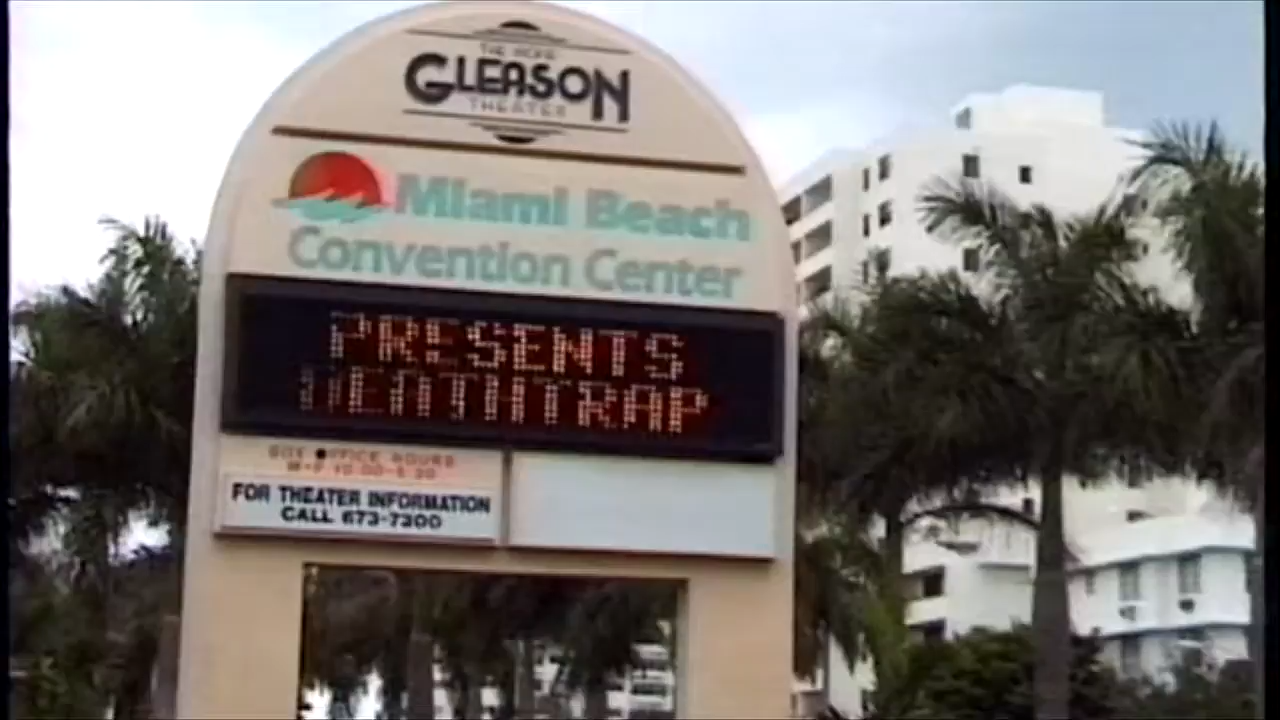 GLEASON
THEATER
Miami Beach
Convention Center
PRESENTS
DEATHTRAP
BOX OFFICE HOURS
FOR THEATER INFORMATION
CALL 673-7300